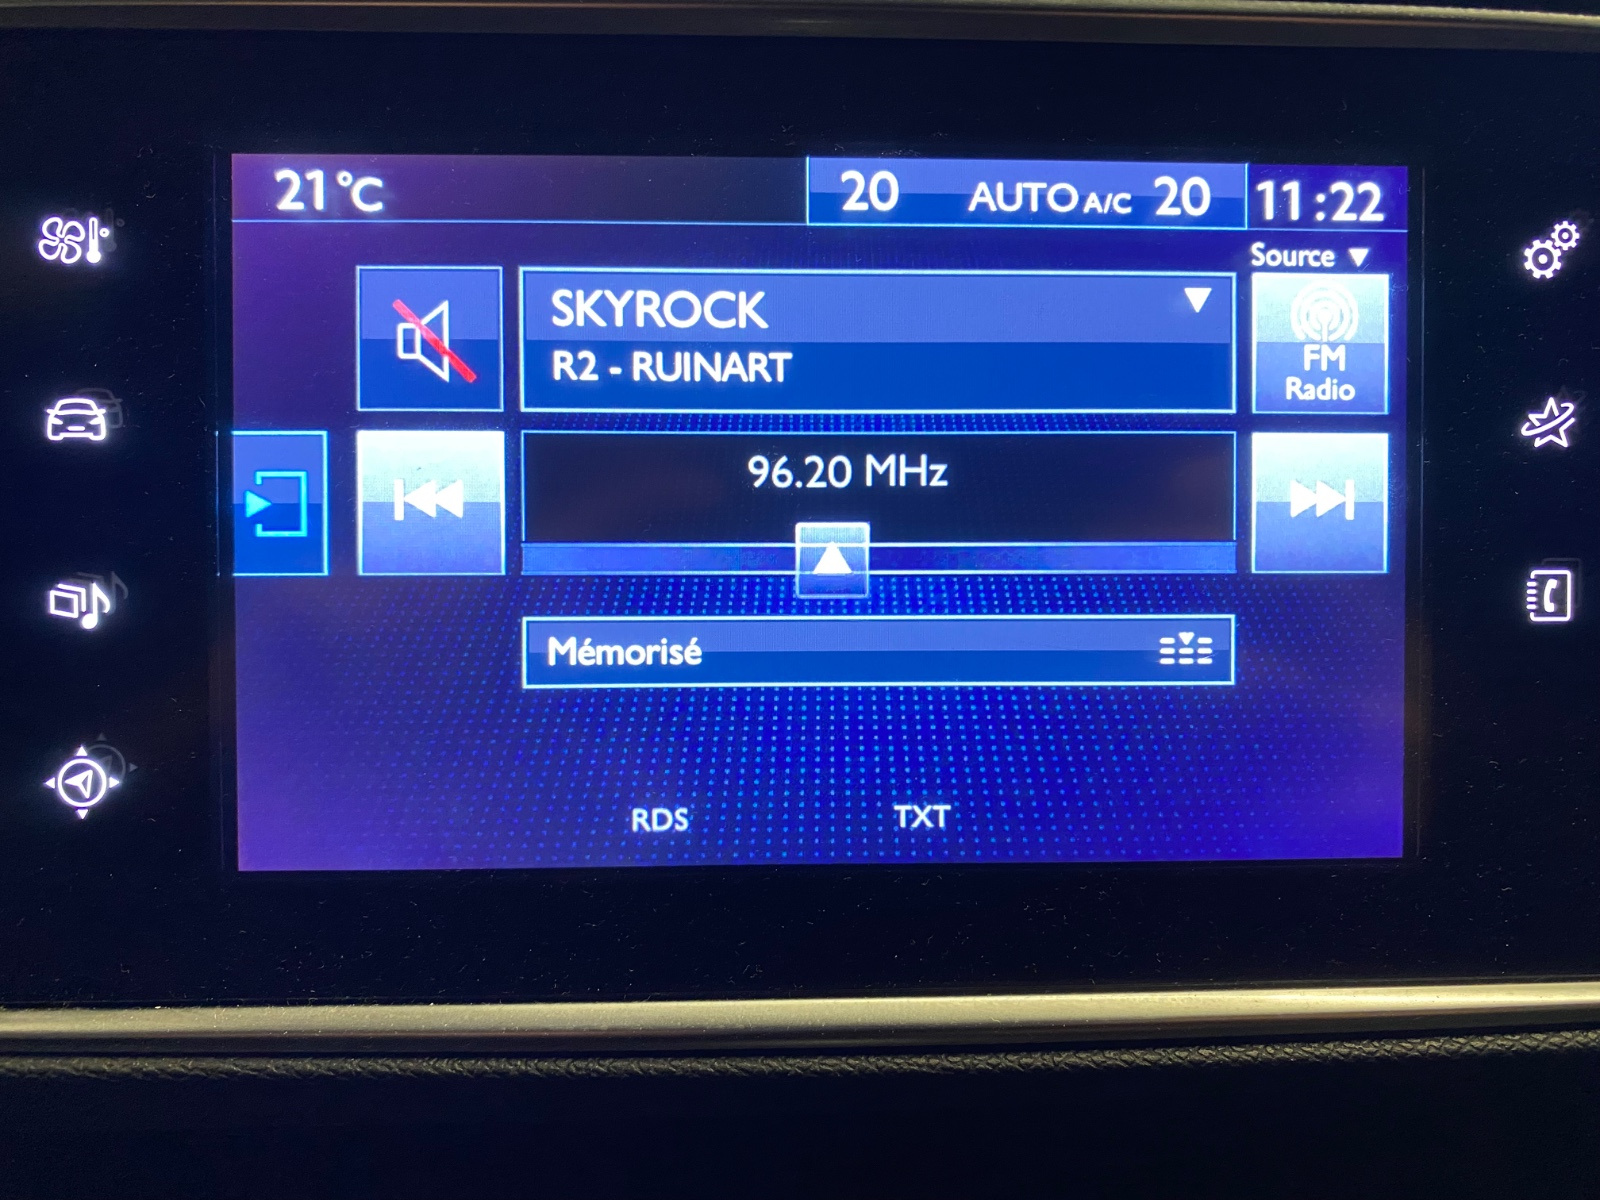 21°C
20 AUTO A/C 20
11:22
Source
SKYROCK
R2 - RUINART
FM
Radio
96.20 MHz
Mémorisé
RDS TXT